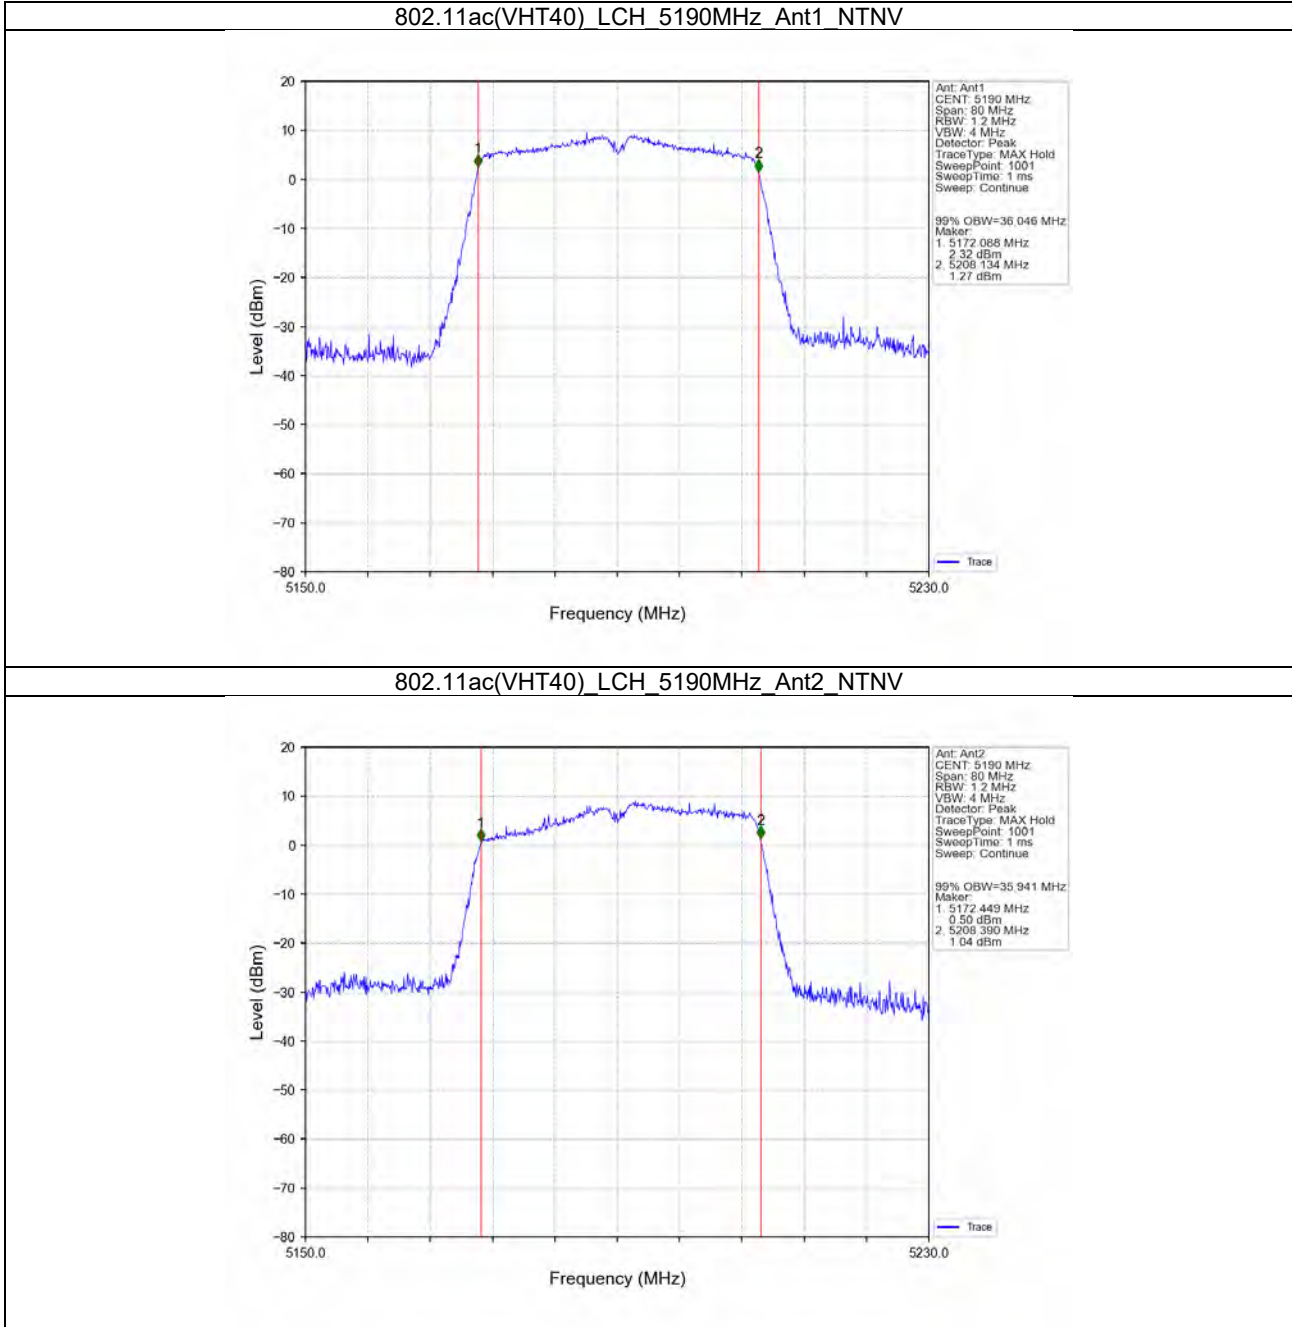 802.11ac(VHT40)_LCH_5190MHz_Ant1_NTNV
20
10
0
−10
−20
−30
−40
−50
−60
−70
−80
Level (dBm)
5150.0
5230.0
Frequency (MHz)
1
2
Ant: Ant1
CENT: 5190 MHz
Span: 80 MHz
RBW: 1.2 MHz
VBW: 4 MHz
Detector: Peak
TraceType: MAX Hold
SweepPoint: 1001
SweepTime: 1 ms
Sweep: Continue
99% OBW=36.046 MHz
Maker:
1. 5172.088 MHz
2.32 dBm
2. 5208.134 MHz
1.27 dBm
Trace
802.11ac(VHT40)_LCH_5190MHz_Ant2_NTNV
20
10
0
−10
−20
−30
−40
−50
−60
−70
−80
Level (dBm)
5150.0
5230.0
Frequency (MHz)
1
2
Ant: Ant2
CENT: 5190 MHz
Span: 80 MHz
RBW: 1.2 MHz
VBW: 4 MHz
Detector: Peak
TraceType: MAX Hold
SweepPoint: 1001
SweepTime: 1 ms
Sweep: Continue
99% OBW=35.941 MHz
Maker:
1. 5172.449 MHz
0.50 dBm
2. 5208.390 MHz
1.04 dBm
Trace